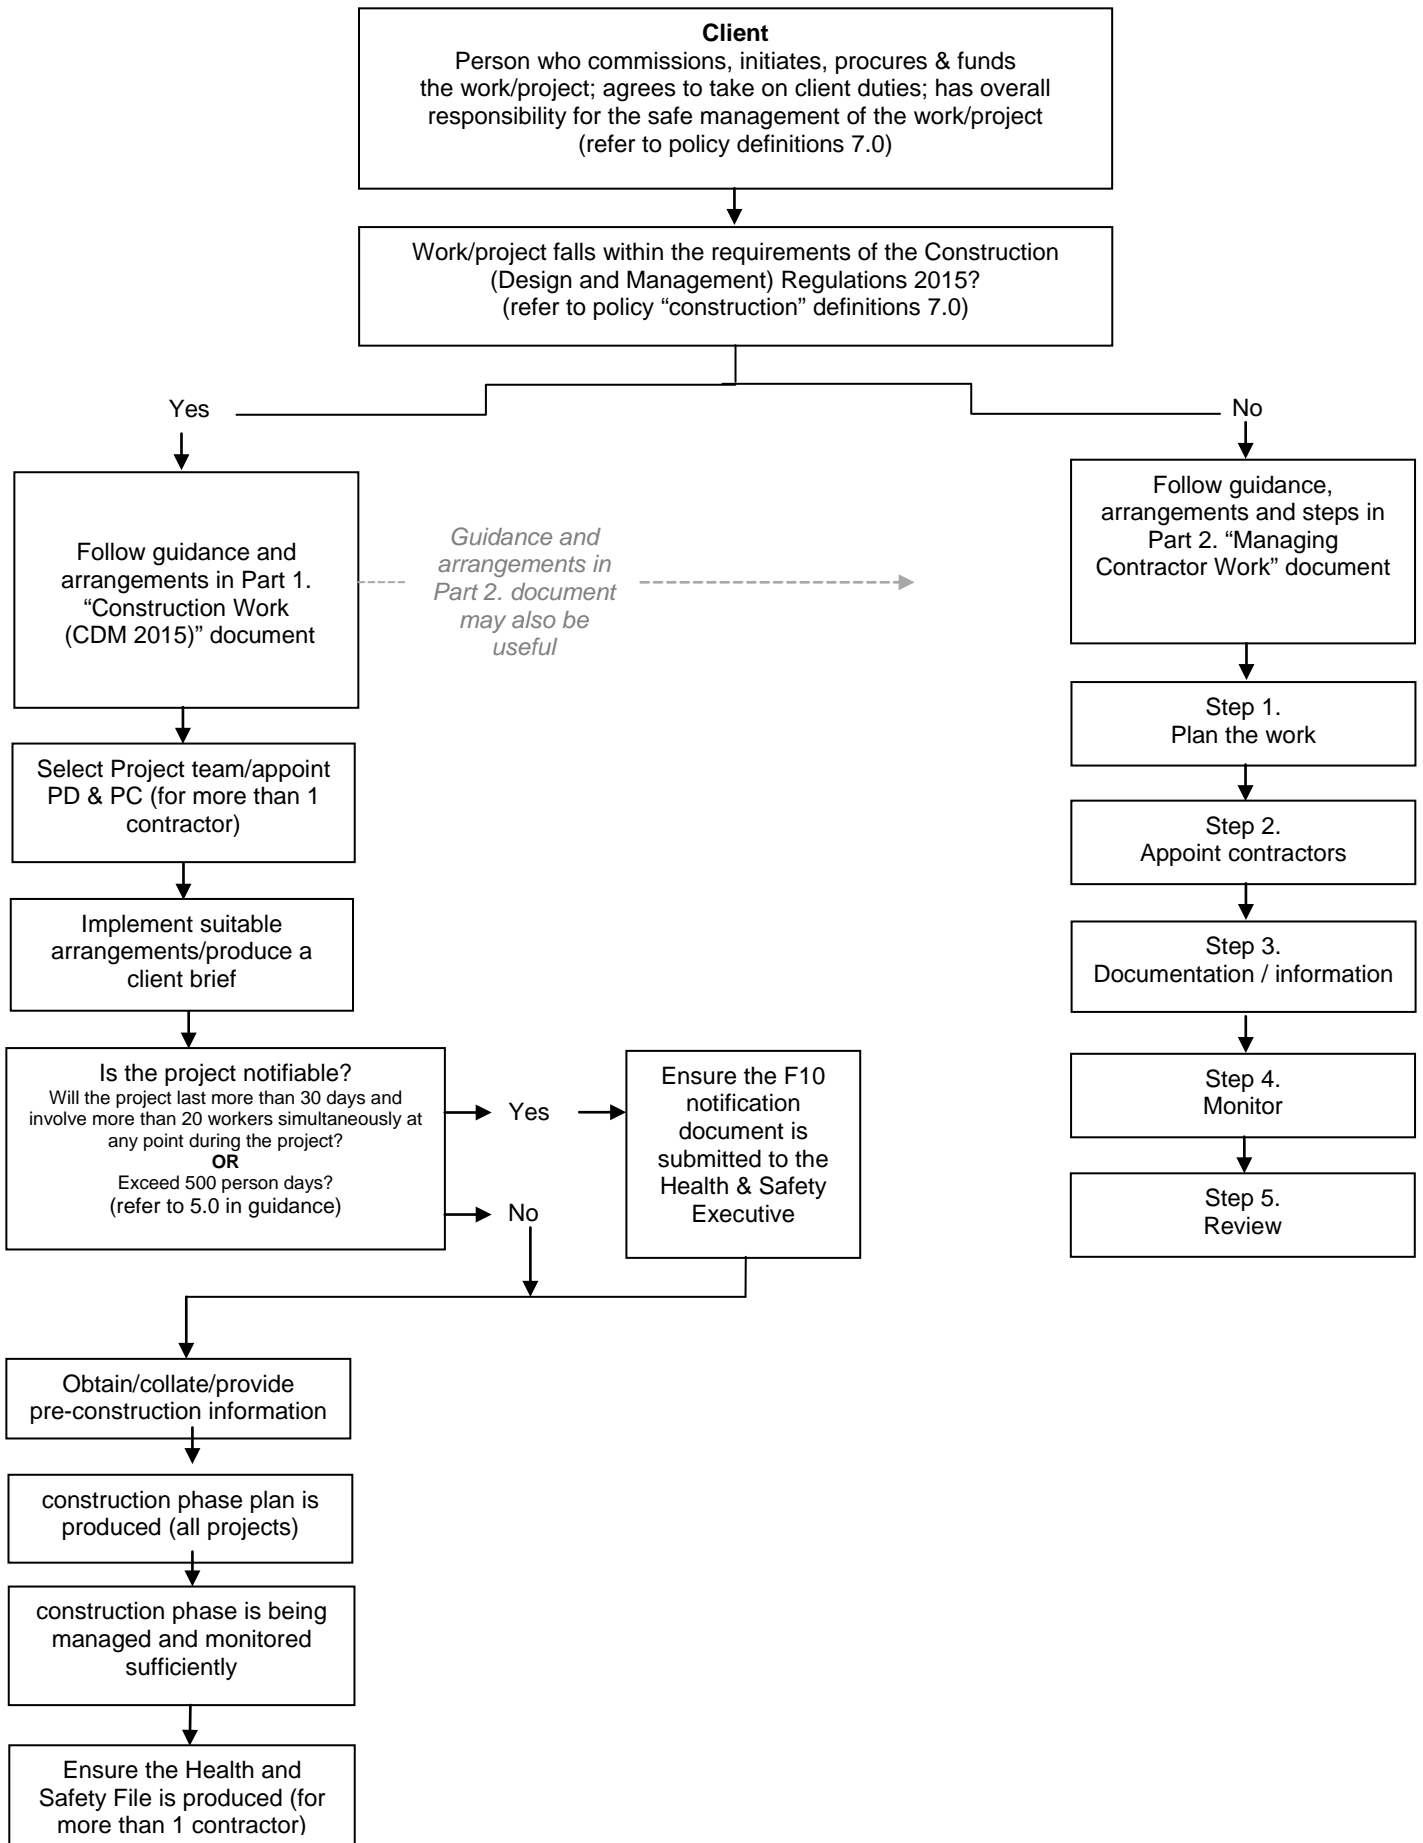 Client
Person who commissions, initiates, procures & funds
the work/project; agrees to take on client duties; has overall
responsibility for the safe management of the work/project
(refer to policy definitions 7.0)
Work/project falls within the requirements of the Construction
(Design and Management) Regulations 2015?
(refer to policy “construction” definitions 7.0)
Yes
No
Follow guidance and
arrangements in Part 1.
“Construction Work
(CDM 2015)” document
Guidance and
arrangements in
Part 2. document
may also be
useful
Follow guidance,
arrangements and steps in
Part 2. “Managing
Contractor Work” document
Select Project team/appoint
PD & PC (for more than 1
contractor)
Implement suitable
arrangements/produce a
client brief
Is the project notifiable?
Will the project last more than 30 days and
involve more than 20 workers simultaneously at
any point during the project?
OR
Exceed 500 person days?
(refer to 5.0 in guidance)
Yes
No
Ensure the F10
notification
document is
submitted to the
Health & Safety
Executive
Step 1.
Plan the work
Step 2.
Appoint contractors
Step 3.
Documentation / information
Step 4.
Monitor
Step 5.
Review
Obtain/collate/provide
pre-construction information
construction phase plan is
produced (all projects)
construction phase is being
managed and monitored
sufficiently
Ensure the Health and
Safety File is produced (for
more than 1 contractor)